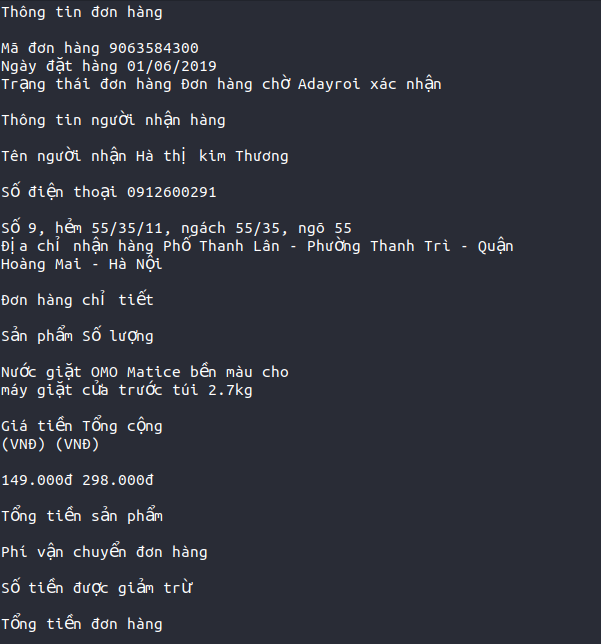 Thông tin đơn hàng
Mã đơn hàng 9063584300
Ngày đặt hàng 01/06/2019
Trạng thái đơn hàng Đơn hàng chờ Adayroi xác nhận
Thông tin người nhận hàng
Tên người nhận Hà thị kim Thương
Số điện thoại 0912600291
Số 9, hẻm 55/35/11, ngách 55/35, ngõ 55
Địa chỉ nhận hàng Phố Thanh Lân - Phường Thanh Trì - Quận
Hoàng Mai - Hà Nội
Đơn hàng chi tiết
Sản phẩm Số lượng
Nước giặt OMO Matice bền màu cho
máy giặt cửa trước túi 2.7kg
Giá tiền Tổng cộng
(VNĐ) (VNĐ)
149.000đ 298.000đ
Tổng tiền sản phẩm
Phí vận chuyển đơn hàng
Số tiền được giảm trừ
Tổng tiền đơn hàng